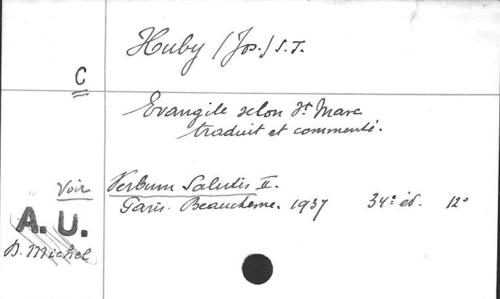 Huby (Jos.) S.J.
C
Evangile selon St Marc
traduit et commenté.
Voir Verbum Salutis II.
Paris. Beauchesne. 1937 34e éd. 12°
A. U.
D. Michel